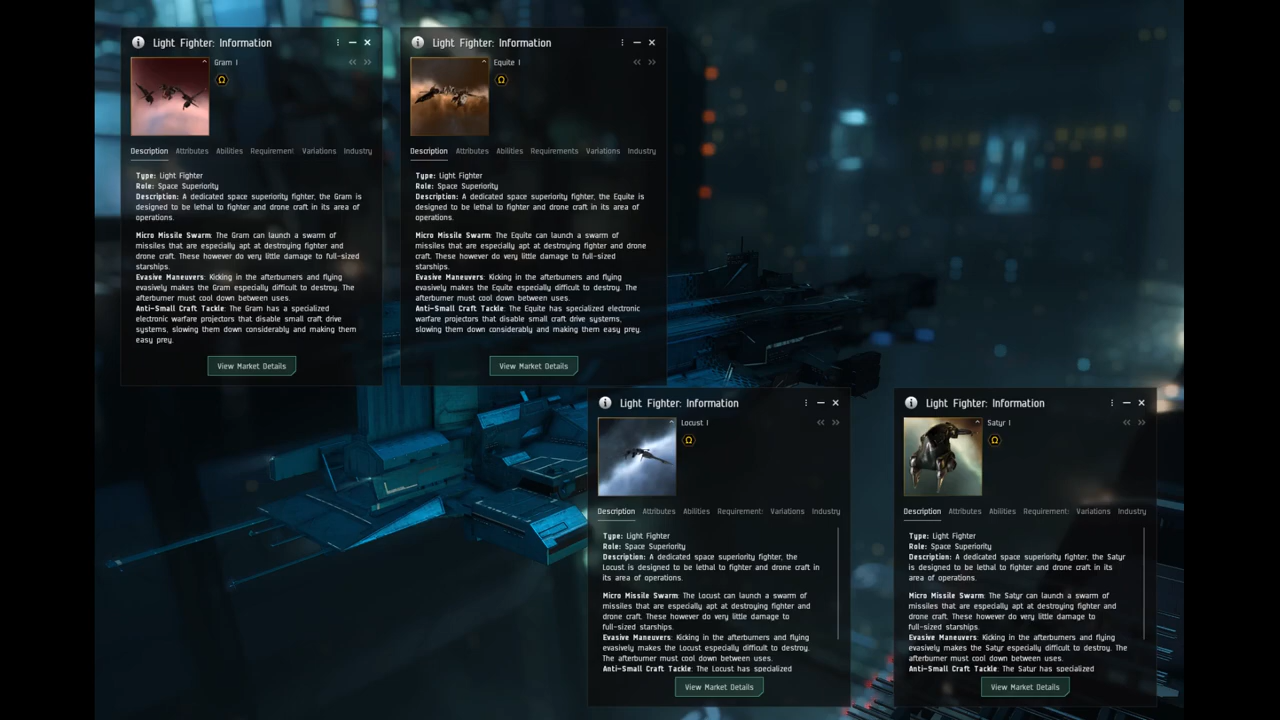 Light Fighter: Information
Gram I
Ω
Description Attributes Abilities Requirement Variations Industry
Type: Light Fighter
Role: Space Superiority
Description: A dedicated space superiority fighter, the Gram is
designed to be lethal to fighter and drone craft in its area of
operations.
Micro Missile Swarm: The Gram can launch a swarm of
missiles that are especially apt at destroying fighter and
drone craft. These however do very little damage to full-sized
starships.
Evasive Maneuvers: Kicking in the afterburners and flying
evasively makes the Gram especially difficult to destroy. The
afterburner must cool down between uses.
Anti-Small Craft Tackle: The Gram has a specialized
electronic warfare projectors that disable small craft drive
systems, slowing them down considerably and making them
easy prey.
View Market Details
Light Fighter: Information
Equite I
Ω
Description Attributes Abilities Requirements Variations Industry
Type: Light Fighter
Role: Space Superiority
Description: A dedicated space superiority fighter, the Equite is
designed to be lethal to fighter and drone craft in its area of
operations.
Micro Missile Swarm: The Equite can launch a swarm of
missiles that are especially apt at destroying fighter and drone
craft. These however do very little damage to full-sized
starships.
Evasive Maneuvers: Kicking in the afterburners and flying
evasively makes the Equite especially difficult to destroy. The
afterburner must cool down between uses.
Anti-Small Craft Tackle: The Equite has specialized electronic
warfare projectors that disable small craft drive systems,
slowing them down considerably and making them easy prey.
View Market Details
Light Fighter: Information
Locust I
Ω
Description Attributes Abilities Requirement: Variations Industry
Type: Light Fighter
Role: Space Superiority
Description: A dedicated space superiority fighter, the
Locust is designed to be lethal to fighter and drone craft in
its area of operations.
Micro Missile Swarm: The Locust can launch a swarm of
missiles that are especially apt at destroying fighter and
drone craft. These however do very little damage to
full-sized starships.
Evasive Maneuvers: Kicking in the afterburners and flying
evasively makes the Locust especially difficult to destroy.
The afterburner must cool down between uses.
Anti-Small Craft Tackle: The Locust has specialized
View Market Details
Light Fighter: Information
Satyr I
Ω
Description Attributes Abilities Requirement: Variations Industry
Type: Light Fighter
Role: Space Superiority
Description: A dedicated space superiority fighter, the Satyr
is designed to be lethal to fighter and drone craft in its
area of operations.
Micro Missile Swarm: The Satyr can launch a swarm of
missiles that are especially apt at destroying fighter and
drone craft. These however do very little damage to
full-sized starships.
Evasive Maneuvers: Kicking in the afterburners and flying
evasively makes the Satyr especially difficult to destroy. The
afterburner must cool down between uses.
Anti-Small Craft Tackle: The Satyr has specialized
View Market Details